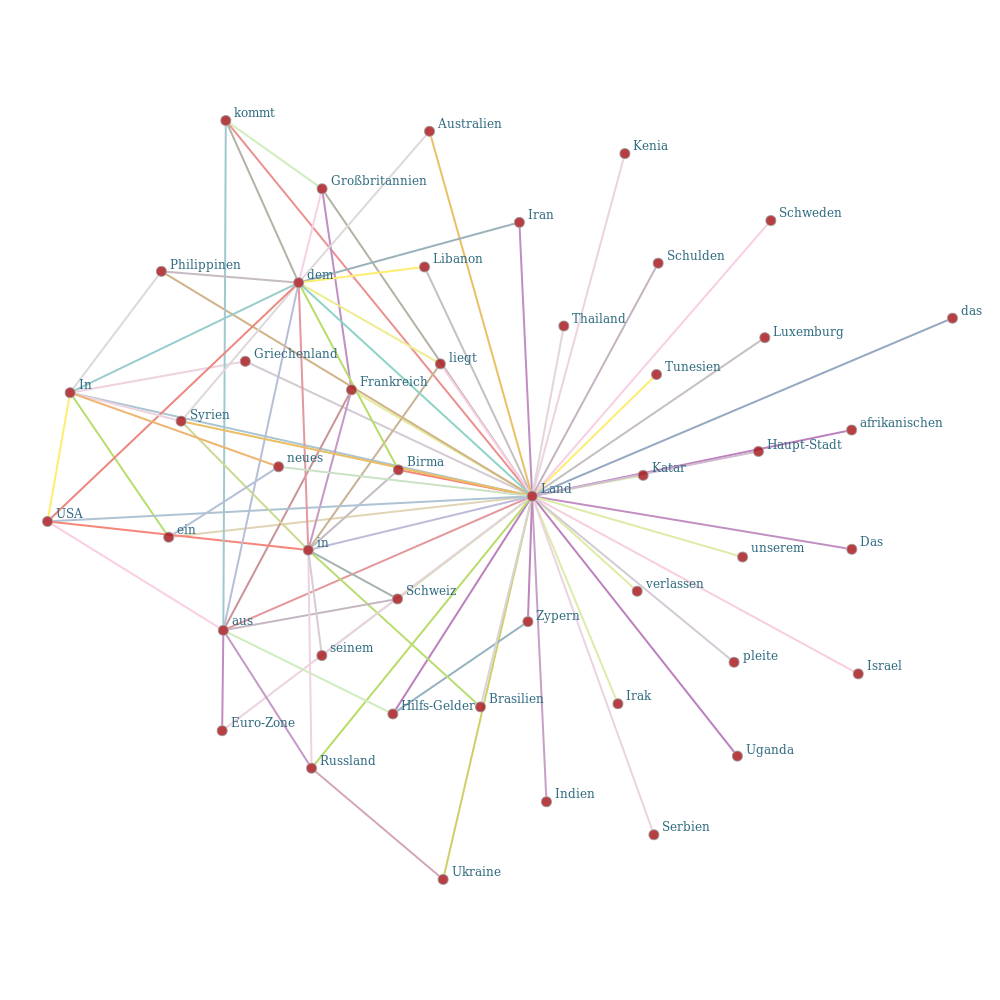 kommt
Australien
Kenia
Großbritannien
Iran
Schweden
Philippinen
dem
Libanon
Schulden
Thailand
das
Griechenland
liegt
Luxemburg
In
Frankreich
Tunesien
Syrien
afrikanischen
neues
Birma
Katar
Haupt-Stadt
Land
USA
ein
in
unserem
Das
Schweiz
verlassen
aus
Zypern
seinem
pleite
Israel
Euro-Zone
Hilfs-Gelder
Brasilien
Irak
Russland
Uganda
Indien
Serbien
Ukraine